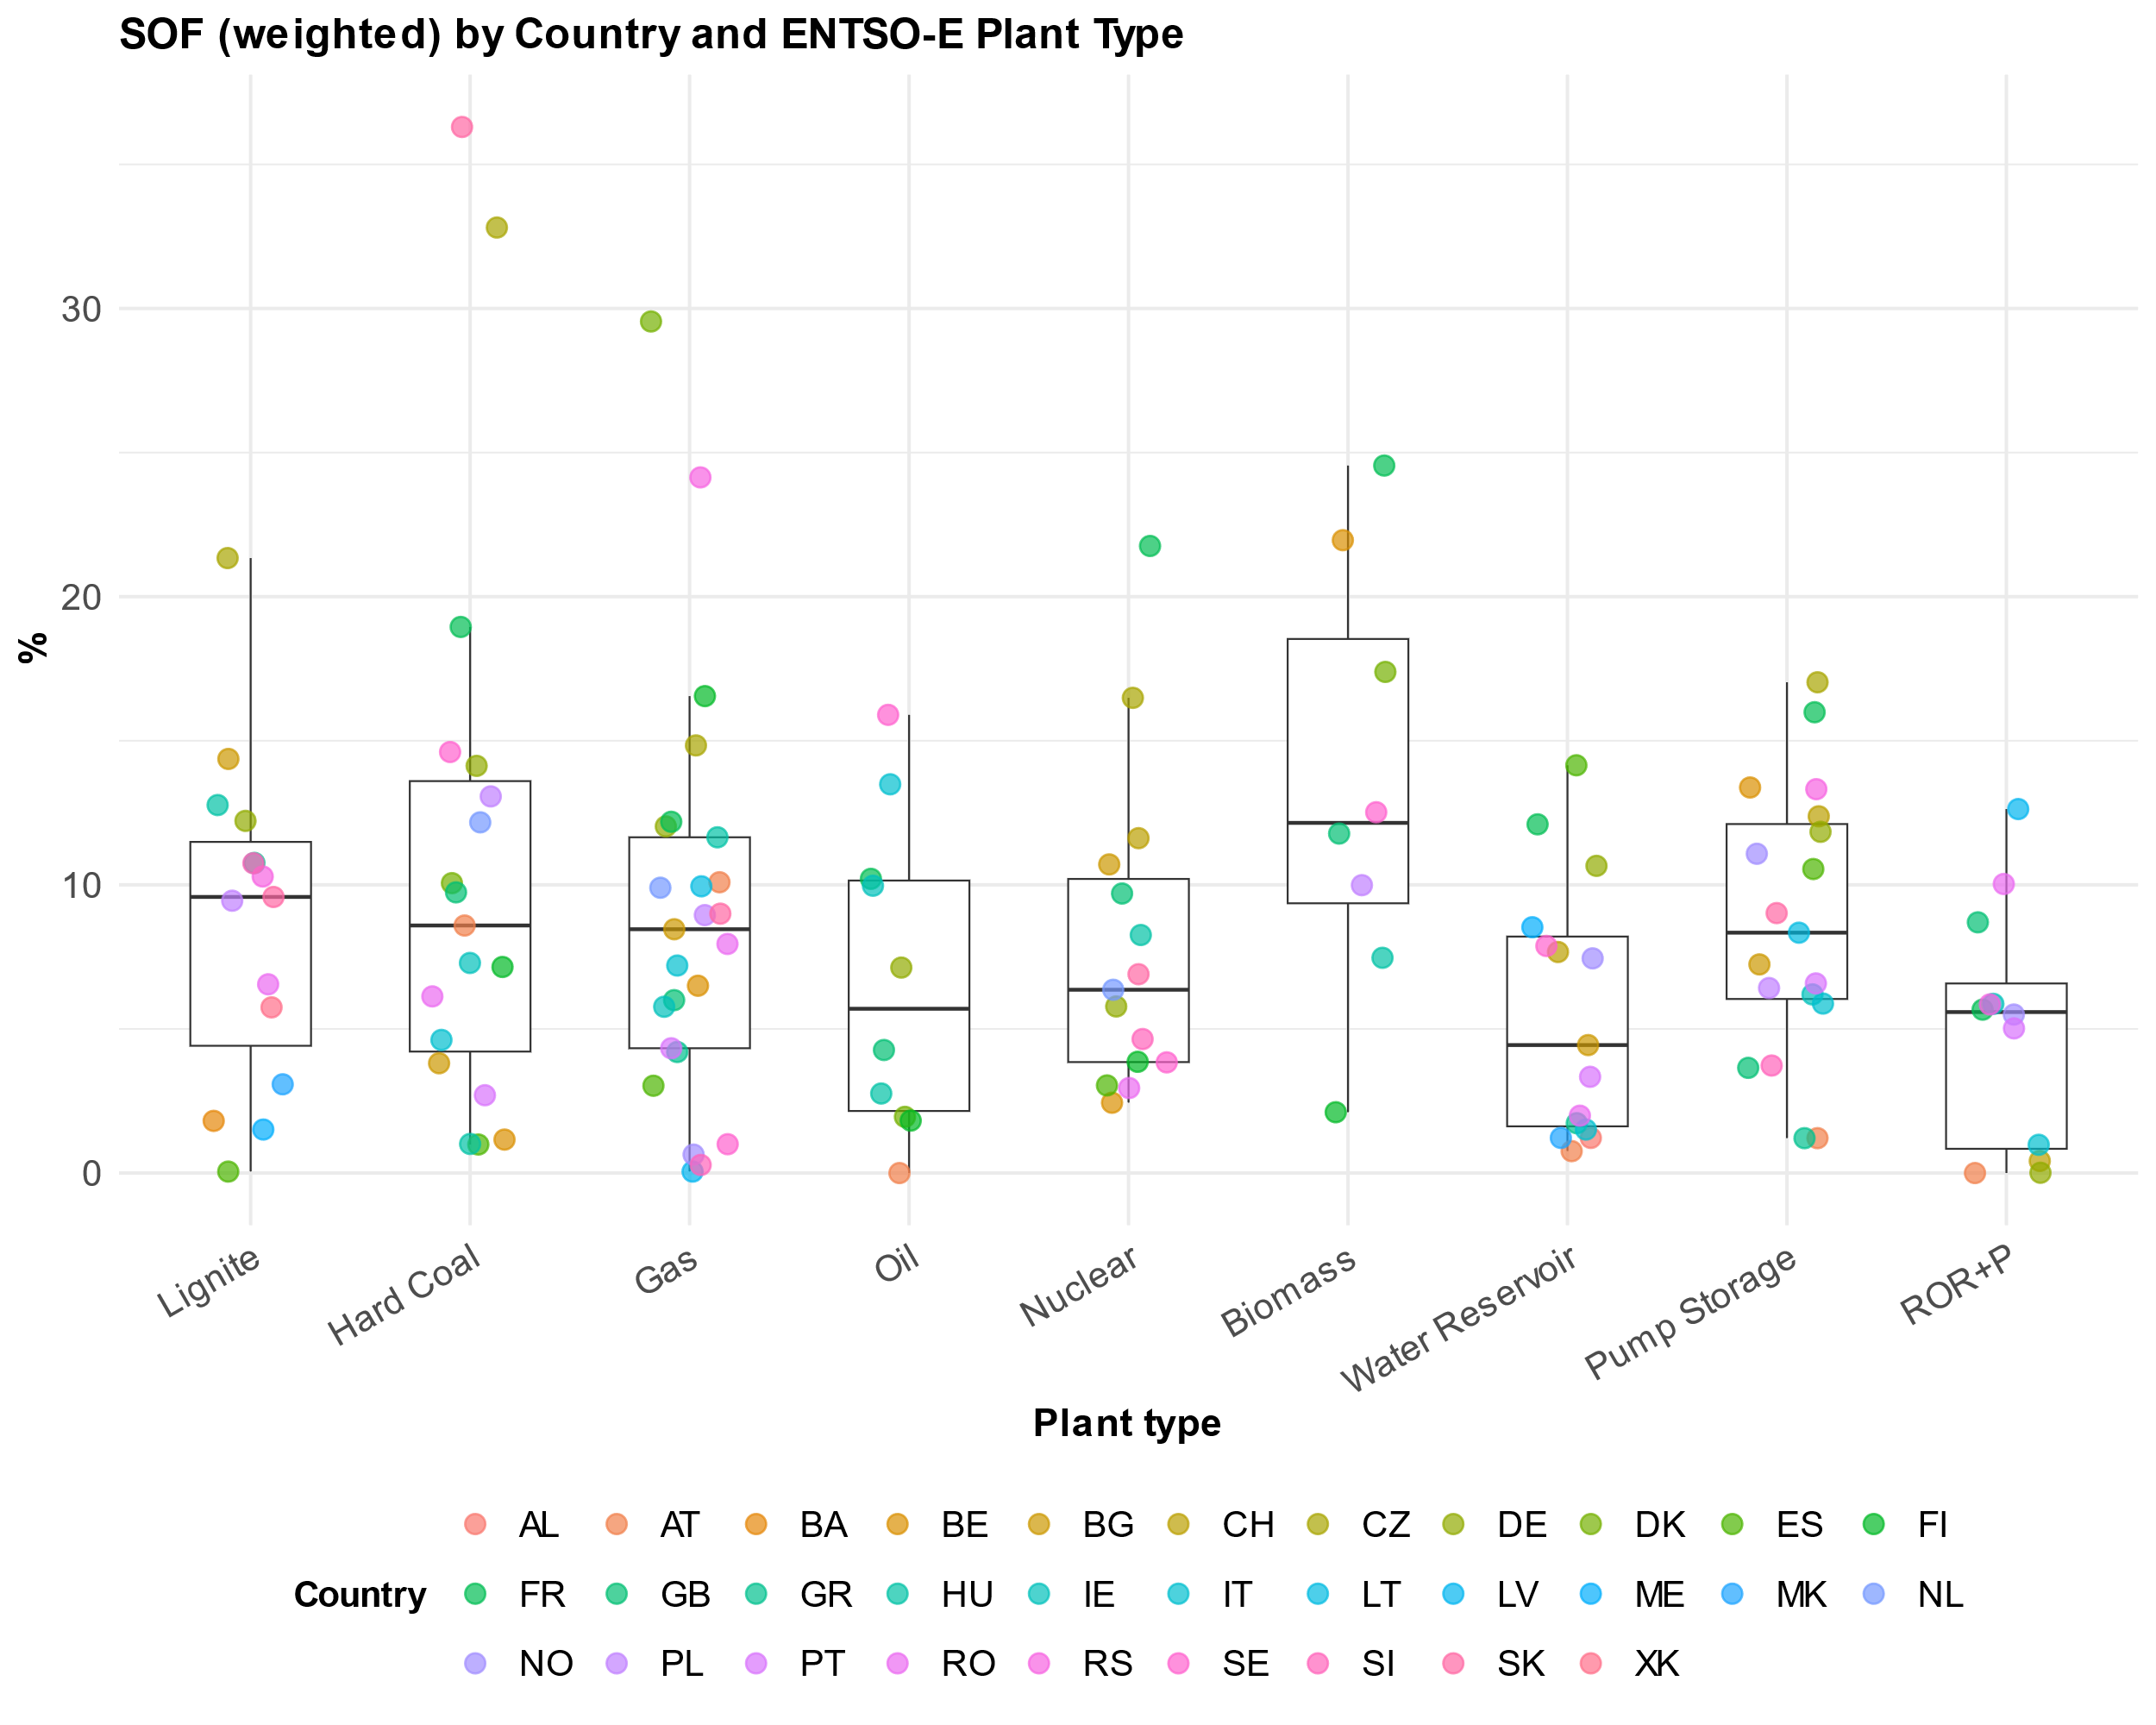 SOF (weighted) by Country and ENTSO-E Plant Type
%
30
20
10
0
Lignite
Hard Coal
Gas
Oil
Nuclear
Biomass
Water Reservoir
Pump Storage
ROR+P
Plant type
Country
AL AT BA BE BG CH CZ DE DK ES FI
FR GB GR HU IE IT LT LV ME MK NL
NO PL PT RO RS SE SI SK XK